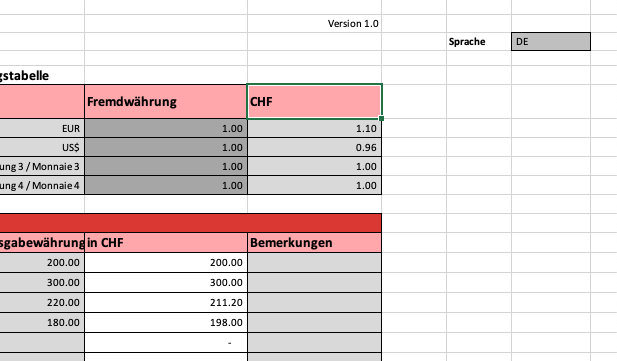 Version 1.0
Sprache DE
gstabelle
Fremdwährung CHF
EUR 1.00 1.10
US$ 1.00 0.96
ung 3 / Monnaie 3 1.00 1.00
ung 4 / Monnaie 4 1.00 1.00
sgabewährung in CHF Bemerkungen
200.00 200.00
300.00 300.00
220.00 211.20
180.00 198.00
-